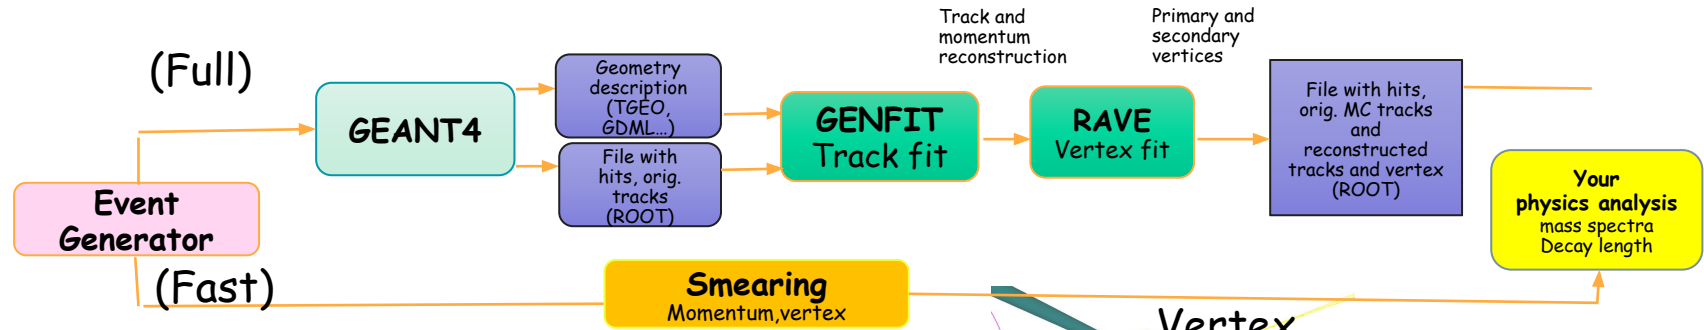 (Full)
Event
Generator
(Fast)
GEANT4
Geometry
description
(TGEO,
GDML...)
File with
hits, orig.
tracks
(ROOT)
GENFIT
Track fit
Track and
momentum
reconstruction
RAVE
Vertex fit
Primary and
secondary
vertices
File with hits,
orig. MC tracks
and
reconstructed
tracks and vertex
(ROOT)
Your
physics analysis
mass spectra
Decay length
Smearing
Momentum,vertex
Vertex